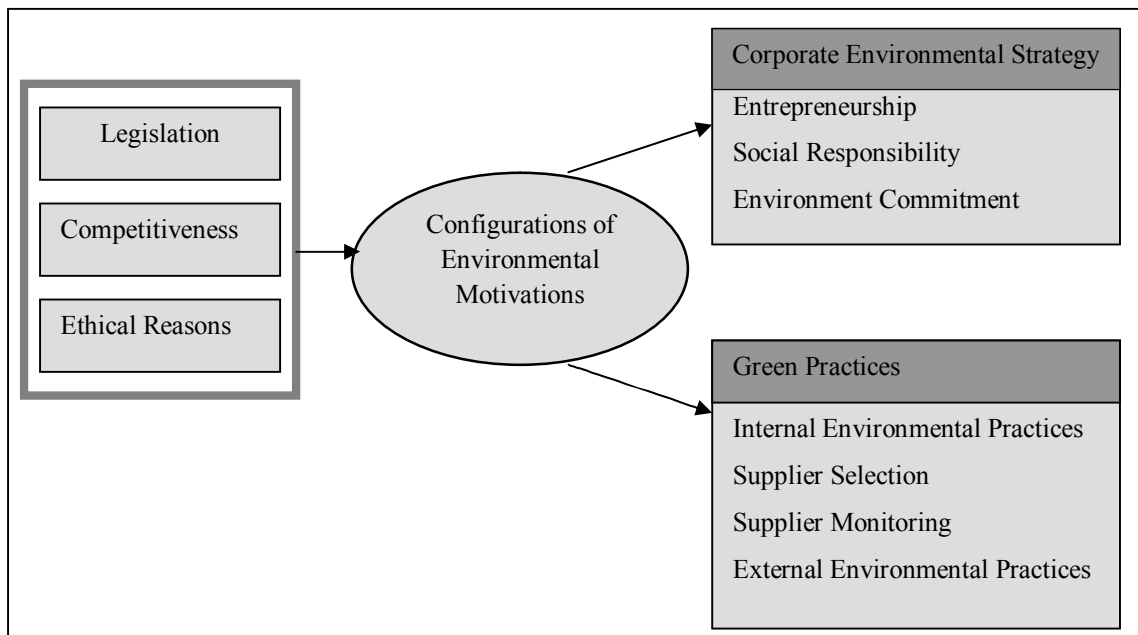 Legislation
Competitiveness
Ethical Reasons
Configurations of
Environmental
Motivations
Corporate Environmental Strategy
Entrepreneurship
Social Responsibility
Environment Commitment
Green Practices
Internal Environmental Practices
Supplier Selection
Supplier Monitoring
External Environmental Practices